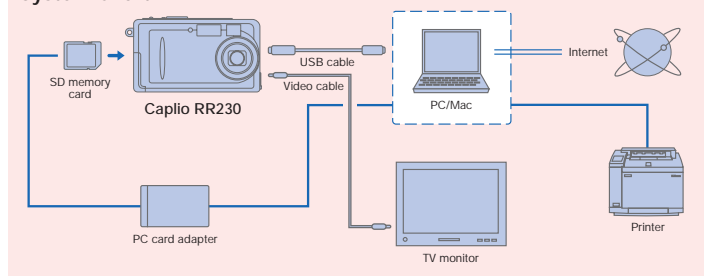 SD memory
card
Caplio RR230
USB cable
Video cable
PC/Mac
Internet
PC card adapter
TV monitor
Printer